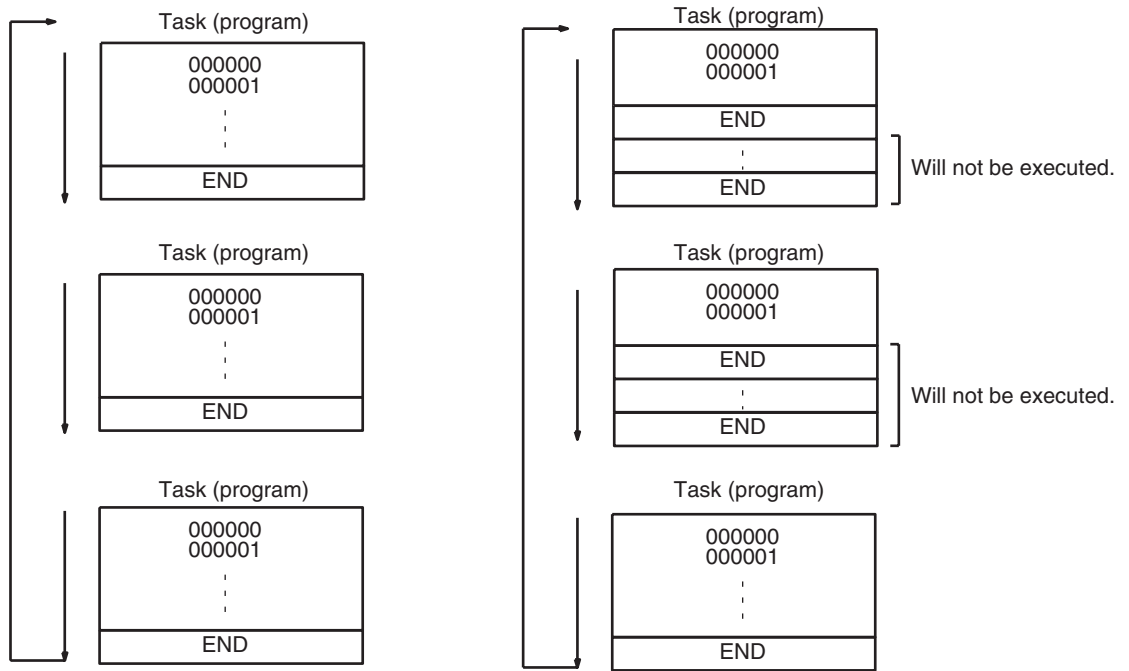 Task (program)
000000
000001
END
Task (program)
000000
000001
END
Task (program)
000000
000001
END
Task (program)
000000
000001
END
END
Will not be executed.
Task (program)
000000
000001
END
END
Will not be executed.
Task (program)
000000
000001
END